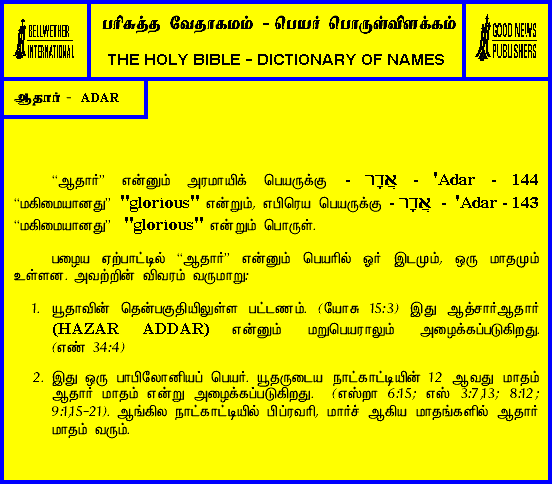 BELLWETHER
INTERNATIONAL
பரிசுத்த வேதாகமம் - பெயர் பொருள்விளக்கம்
THE HOLY BIBLE - DICTIONARY OF NAMES
GOOD NEWS
PUBLISHERS
ஆதார் - ADAR
“ஆதார்” என்னும் அரமாயிக் பெயருக்கு - אֲדָר - 'Adar - 144
“மகிமையானது” "glorious" என்றும், எபிரெய பெயருக்கு - אֲדָר - 'Adar - 143
“மகிமையானது” "glorious" என்றும் பொருள்.
பழைய ஏற்பாட்டில் “ஆதார்” என்னும் பெயரில் ஓர் இடமும், ஒரு மாதமும்
உள்ளன. அவற்றின் விவரம் வருமாறு:
1. யூதாவின் தென்பகுதியிலுள்ள பட்டணம். (யோசு 15:3) இது ஆத்சார்ஆதார்
(HAZAR ADDAR) என்னும் மறுபெயராலும் அழைக்கப்படுகிறது.
(எண் 34:4)
2. இது ஒரு பாபிலோனியப் பெயர். யூதருடைய நாட்காட்டியின் 12 ஆவது மாதம்
ஆதார் மாதம் என்று அழைக்கப்படுகிறது. (எஸ்றா 6:15; எஸ் 3:7,13; 8:12;
9:1,15-21). ஆங்கில நாட்காட்டியில் பிப்ரவரி, மார்ச் ஆகிய மாதங்களில் ஆதார்
மாதம் வரும்.